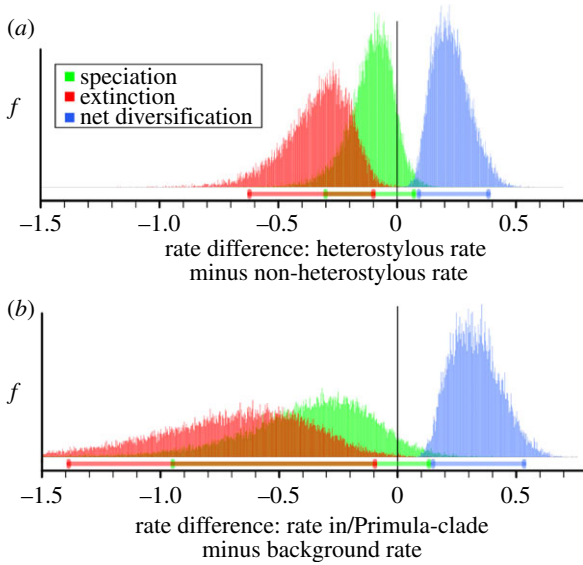 (a)
speciation
extinction
net diversification
f
−1.5 −1.0 −0.5 0 0.5
rate difference: heterostylous rate
minus non-heterostylous rate
(b)
f
−1.5 −1.0 −0.5 0 0.5
rate difference: rate in/Primula-clade
minus background rate